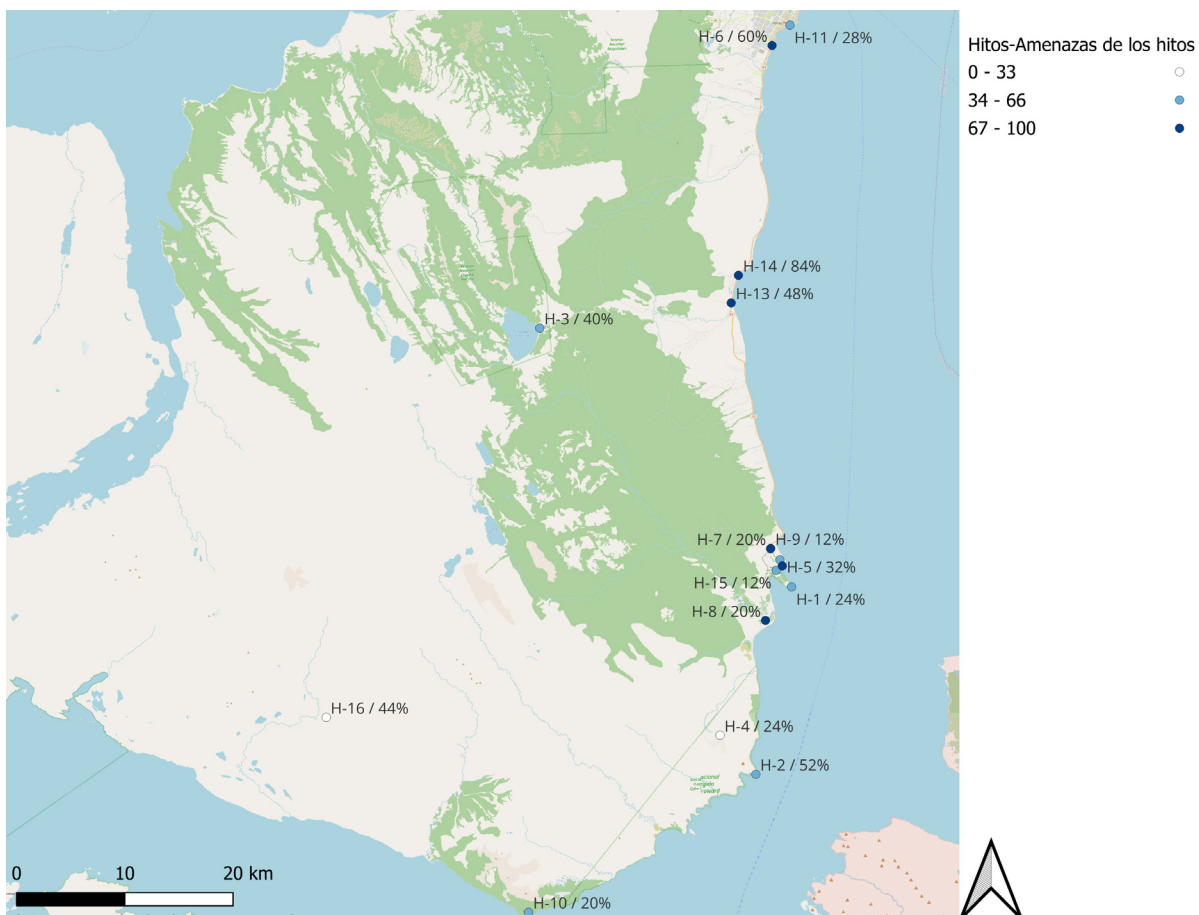 H-6 / 60%
H-11 / 28%
Hitos-Amenazas de los hitos
0 - 33
34 - 66
67 - 100
H-14 / 84%
H-13 / 48%
H-3 / 40%
H-7 / 20%
H-9 / 12%
H-5 / 32%
H-15 / 12%
H-1 / 24%
H-8 / 20%
H-16 / 44%
H-4 / 24%
H-2 / 52%
0 10 20 km
H-10 / 20%